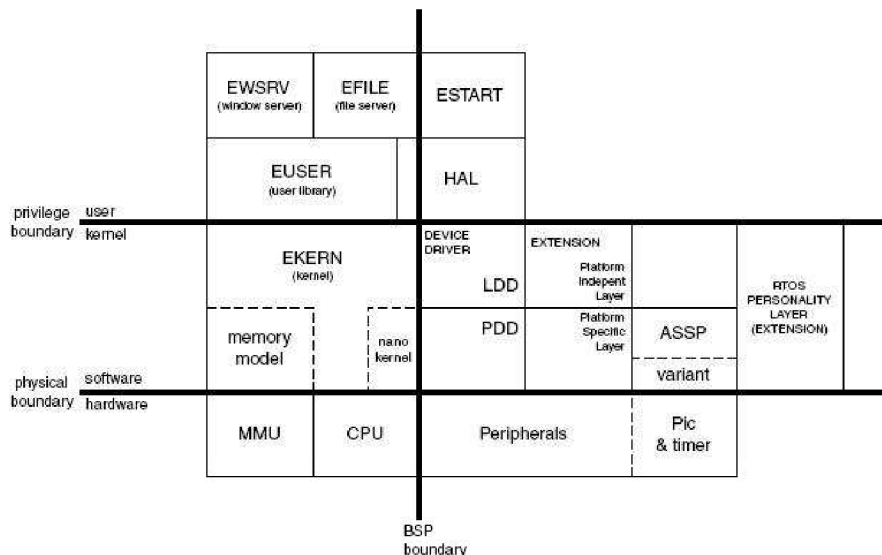 EWSRV
(window server)
EFILE
(file server)
ESTART
EUSER
(user library)
HAL
privilege
boundary
user
kernel
EKERN
(kernel)
DEVICE
DRIVER
LDD
EXTENSION
Platform
Indepent
Layer
RTOS
PERSONALITY
LAYER
(EXTENSION)
memory
model
nano
kernel
PDD
Platform
Specific
Layer
ASSP
variant
physical
boundary
software
hardware
MMU
CPU
Peripherals
Pic
& timer
BSP
boundary